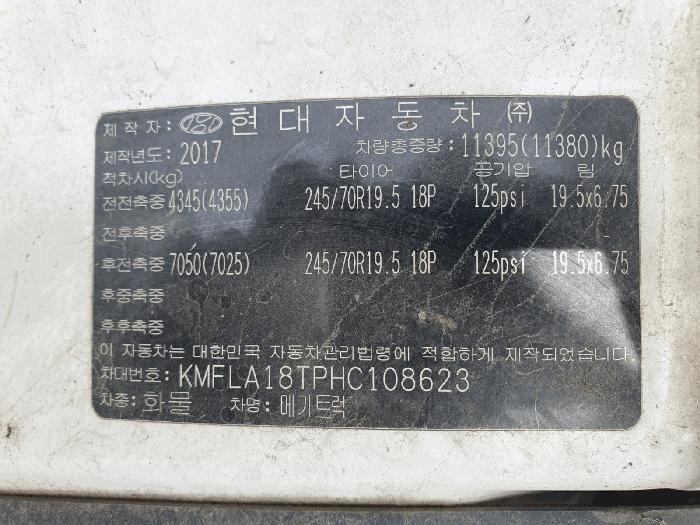 제작자: 현대자동차㈜
제작년도: 2017 차량총중량: 11395(11380)kg
적차시(kg) 타이어 공기압 림
전전축중 4345(4355) 245/70R19.5 18P 125psi 19.5x6.75
전후축중 -
후전축중 7050(7025) 245/70R19.5 18P 125psi 19.5x6.75
후중축중
후후축중
이 자동차는 대한민국 자동차관리법령에 적합하게 제작되었습니다.
차대번호: KMFLA18TPHC108623
차종: 화물 차명: 메가트럭